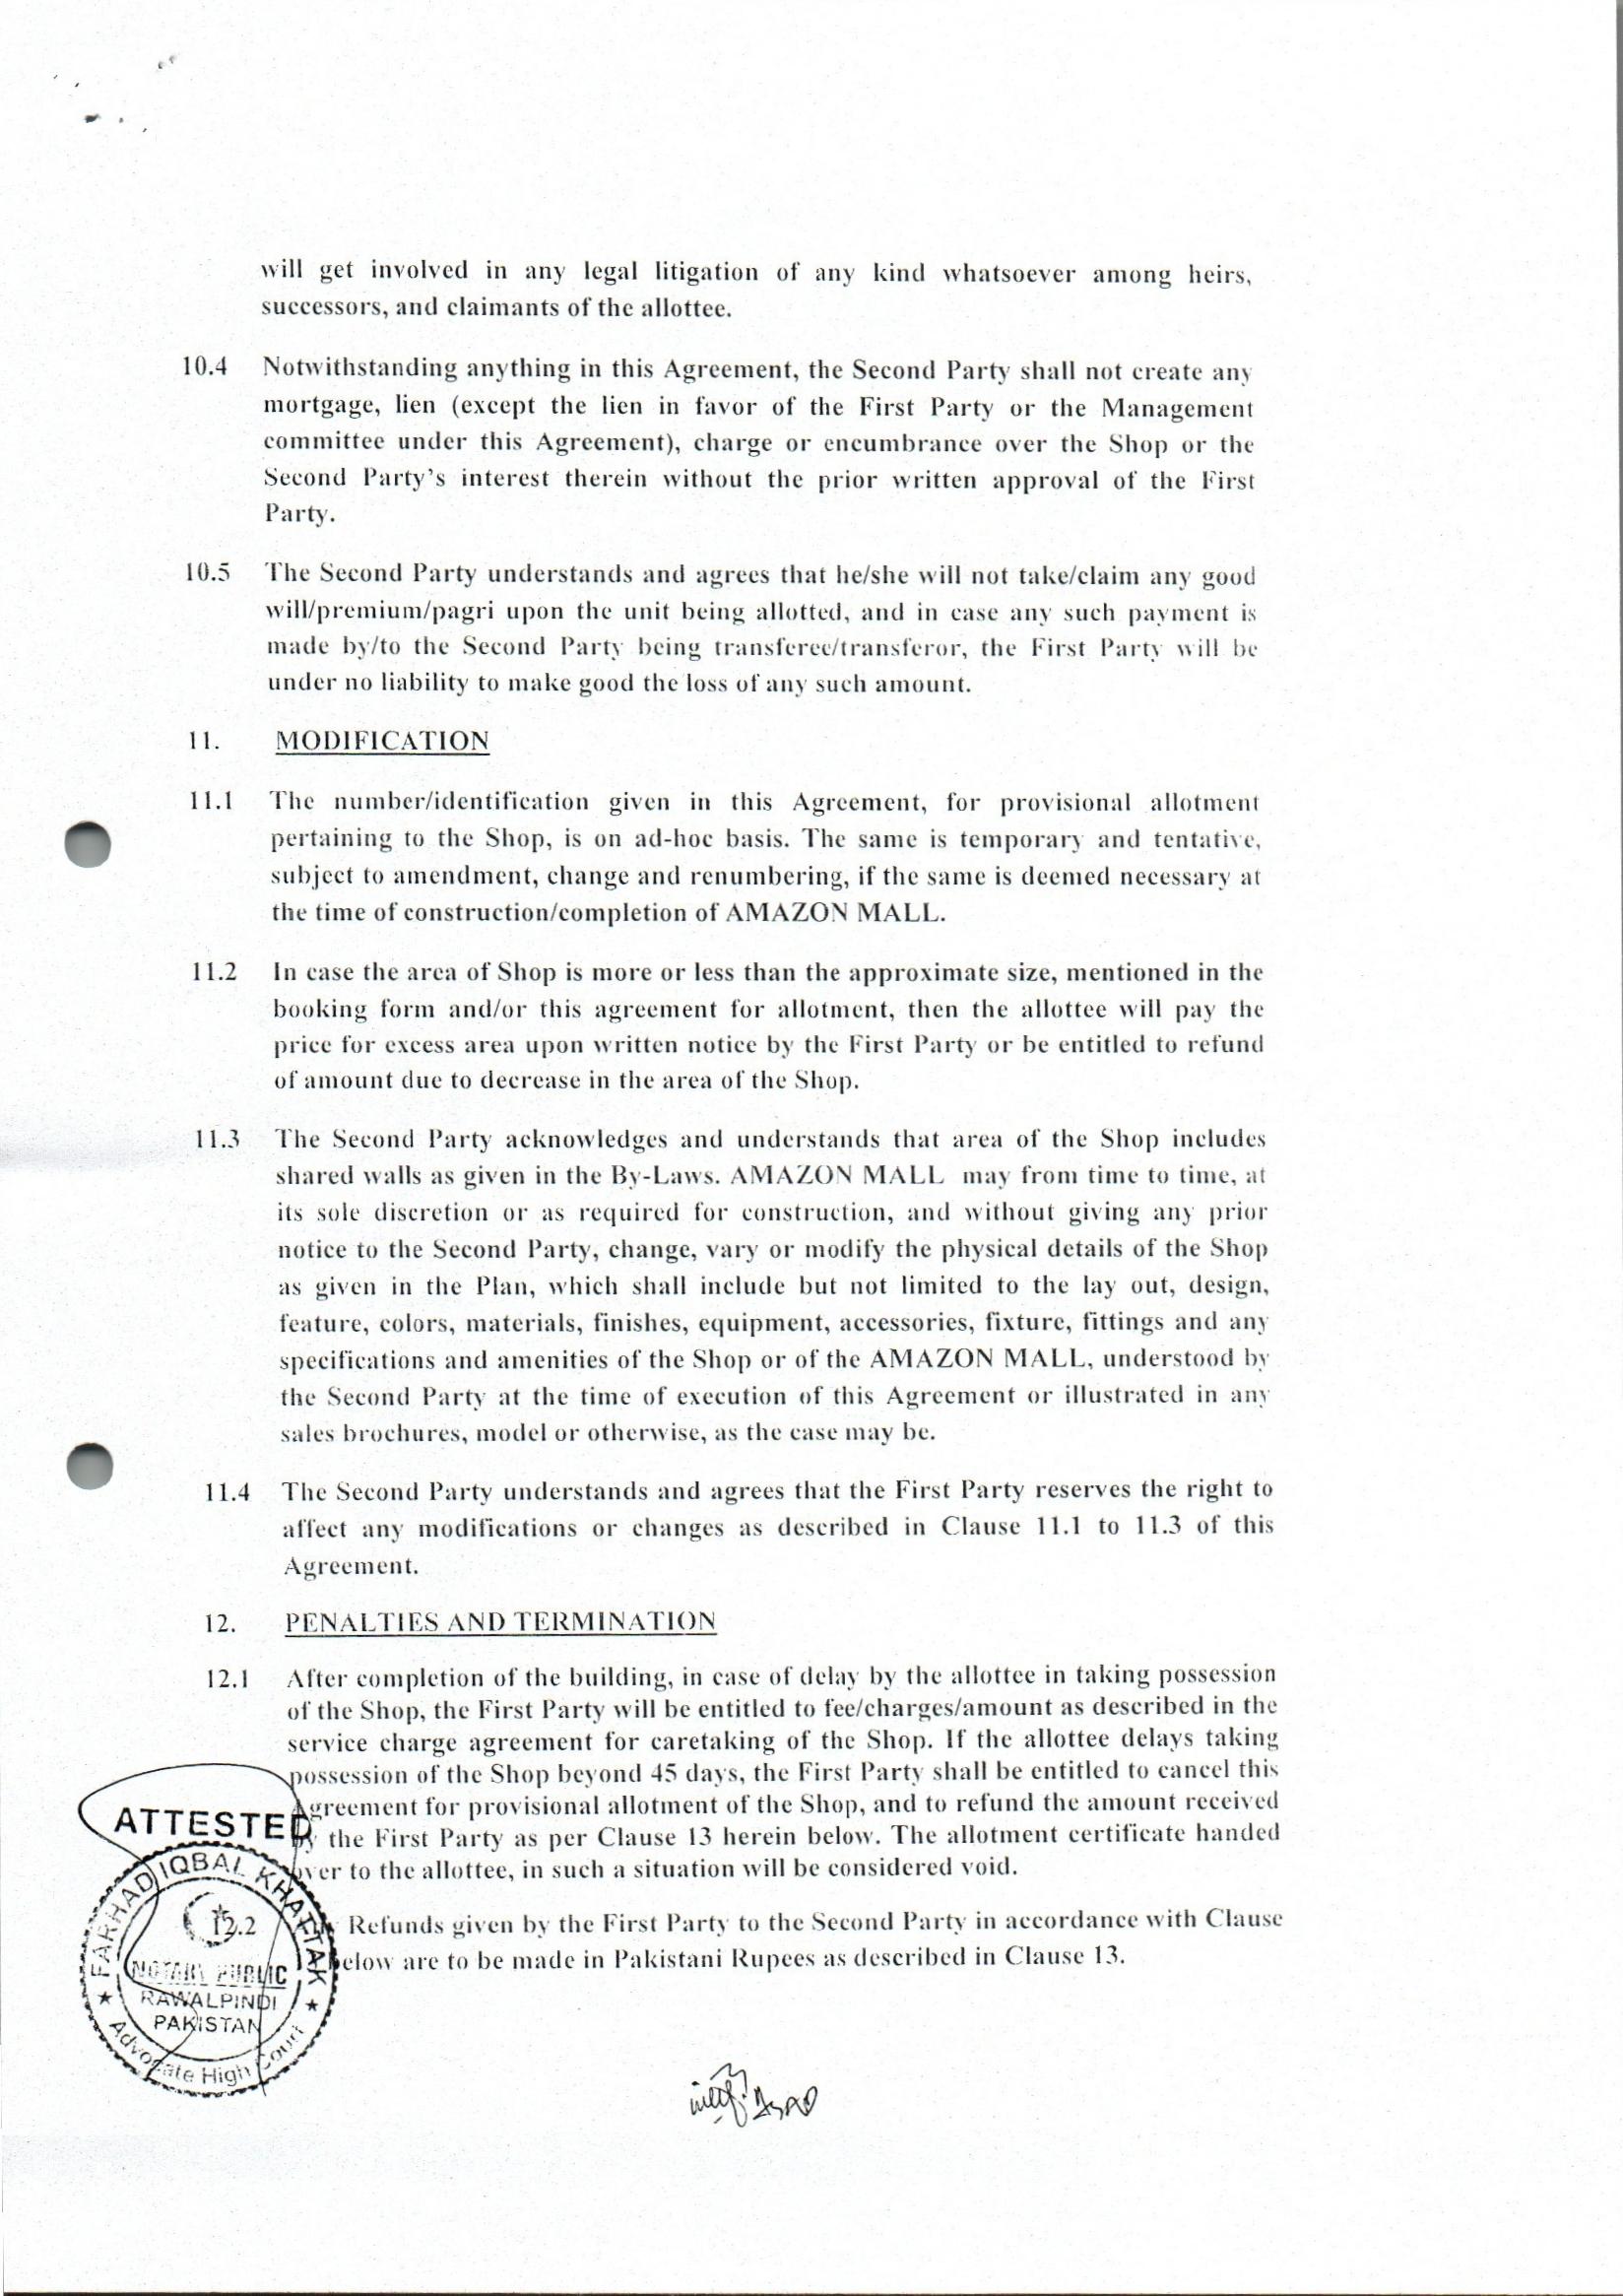 will get involved in any legal litigation of any kind whatsoever among heirs,
successors, and claimants of the allottee.
10.4 Notwithstanding anything in this Agreement, the Second Party shall not create any
mortgage, lien (except the lien in favor of the First Party or the Management
committee under this Agreement), charge or encumbrance over the Shop or the
Second Party's interest therein without the prior written approval of the First
Party.
10.5 The Second Party understands and agrees that he/she will not take/claim any good
will/premium/pagri upon the unit being allotted, and in case any such payment is
made by/to the Second Party being transferee/transferor, the First Party will be
under no liability to make good the loss of any such amount.
11. MODIFICATION
11.1 The number/identification given in this Agreement, for provisional allotment
pertaining to the Shop, is on ad-hoc basis. The same is temporary and tentative,
subject to amendment, change and renumbering, if the same is deemed necessary at
the time of construction/completion of AMAZON MALL.
11.2 In case the area of Shop is more or less than the approximate size, mentioned in the
booking form and/or this agreement for allotment, then the allottee will pay the
price for excess area upon written notice by the First Party or be entitled to refund
of amount due to decrease in the area of the Shop.
11.3 The Second Party acknowledges and understands that area of the Shop includes
shared walls as given in the By-Laws. AMAZON MALL may from time to time, at
its sole discretion or as required for construction, and without giving any prior
notice to the Second Party, change, vary or modify the physical details of the Shop
as given in the Plan, which shall include but not limited to the lay out, design,
feature, colors, materials, finishes, equipment, accessories, fixture, fittings and any
specifications and amenities of the Shop or of the AMAZON MALL, understood by
the Second Party at the time of execution of this Agreement or illustrated in any
sales brochures, model or otherwise, as the case may be.
11.4 The Second Party understands and agrees that the First Party reserves the right to
affect any modifications or changes as described in Clause 11.1 to 11.3 of this
Agreement.
12. PENALTIES AND TERMINATION
12.1 After completion of the building, in case of delay by the allottee in taking possession
of the Shop, the First Party will be entitled to fee/charges/amount as described in the
service charge agreement for caretaking of the Shop. If the allottee delays taking
possession of the Shop beyond 45 days, the First Party shall be entitled to cancel this
Agreement for provisional allotment of the Shop, and to refund the amount received
by the First Party as per Clause 13 herein below. The allotment certificate handed
over to the allottee, in such a situation will be considered void.
12.2 Refunds given by the First Party to the Second Party in accordance with Clause
below are to be made in Pakistani Rupees as described in Clause 13.
ATTESTED
FARHAD IQBAL KHATTAK
NOTARY PUBLIC
RAWALPINDI
PAKISTAN
Advocate High Court